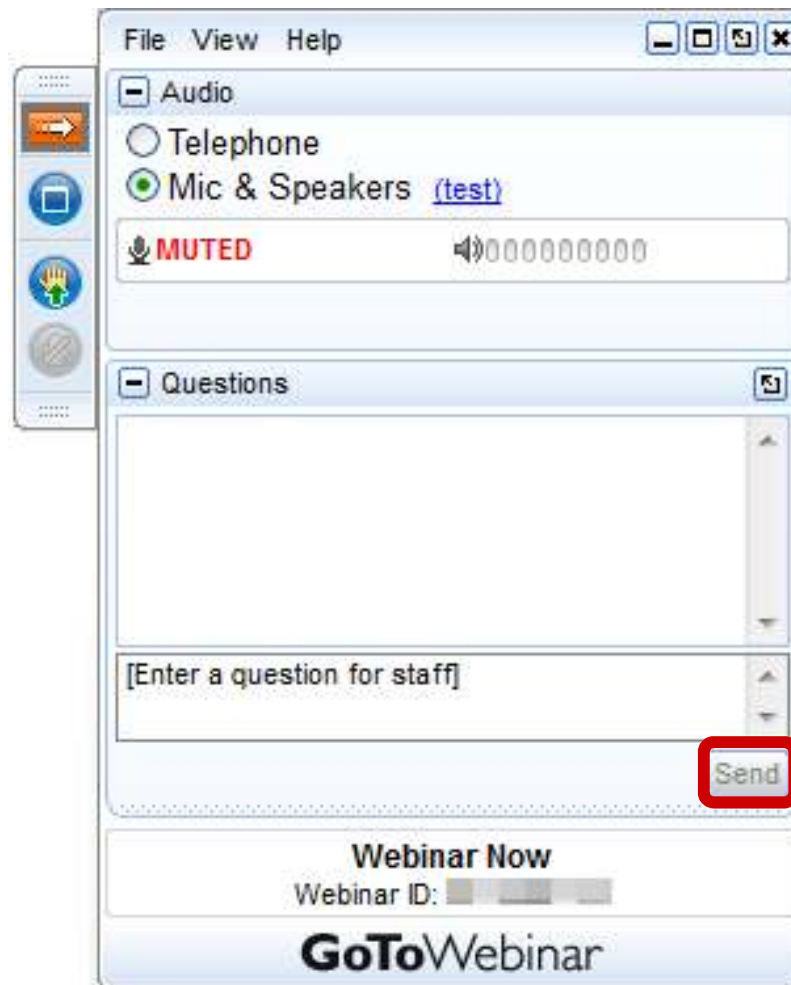 File View Help
Audio
Telephone
Mic & Speakers (test)
MUTED 000000000
Questions
[Enter a question for staff]
Send
Webinar Now
Webinar ID:
GoToWebinar